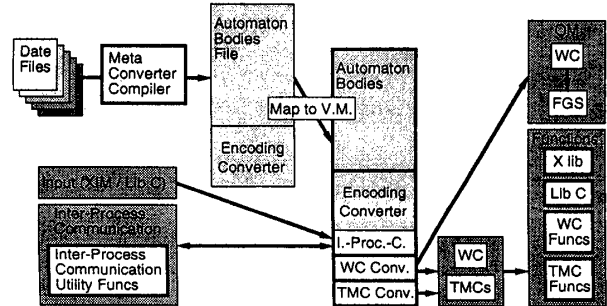 Date
Files
Meta
Converter
Compiler
Automaton
Bodies
File
Encoding
Converter
Map to V.M.
Automaton
Bodies
Encoding
Converter
I.-Proc.-C.
WC Conv.
TMC Conv.
Input (XIM / Lib C)
Inter-Process
Communication
Inter-Process
Communication
Utility Funcs
WC
TMCs
WC
FGS
Functions
X lib
Lib C
WC
Funcs
TMC
Funcs